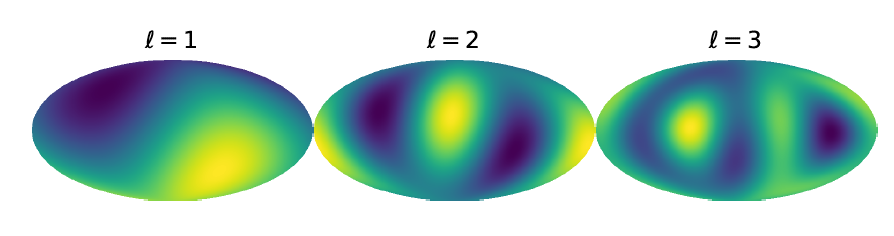 ℓ = 1 ℓ = 2 ℓ = 3